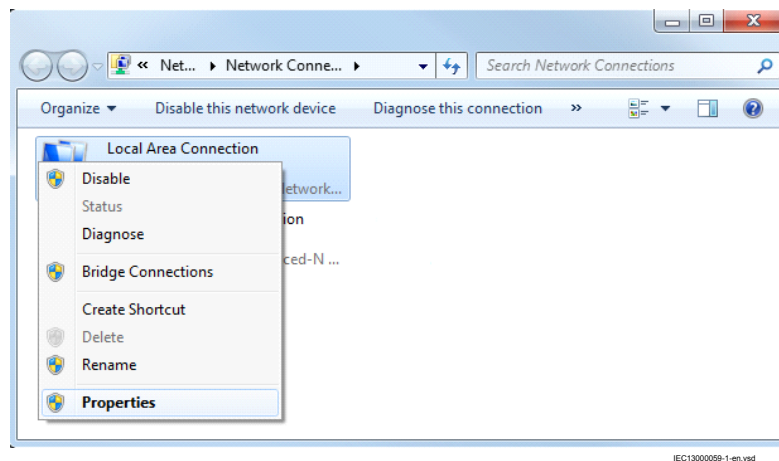 « Net... Network Conne...
Search Network Connections
Organize Disable this network device Diagnose this connection »
Local Area Connection
Disable
etwork...
Status
ion
Diagnose
ced-N ...
Bridge Connections
Create Shortcut
Delete
Rename
Properties
IEC13000059-1-en.vsd